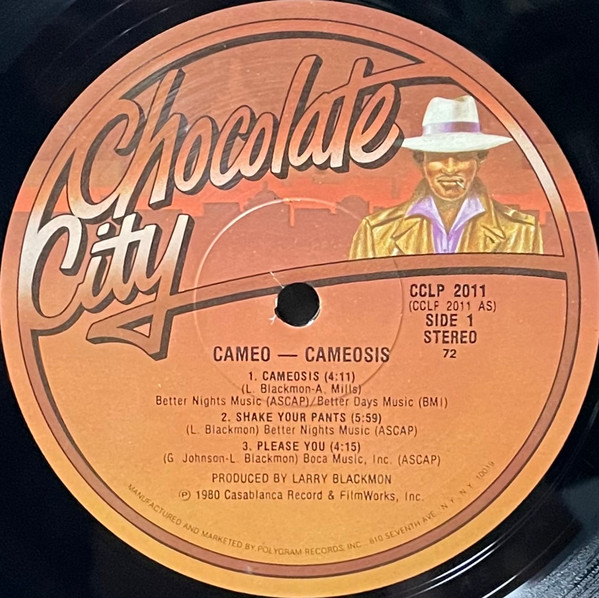 Chocolate
City
CCLP 2011
(CCLP 2011 AS)
SIDE 1
STEREO
72
CAMEO — CAMEOSIS
1. CAMEOSIS (4:11)
(L. Blackmon-A. Mills)
Better Nights Music (ASCAP)/Better Days Music (BMI)
2. SHAKE YOUR PANTS (5:59)
(L. Blackmon) Better Nights Music (ASCAP)
3. PLEASE YOU (4:15)
(G. Johnson-L. Blackmon) Boca Music, Inc. (ASCAP)
PRODUCED BY LARRY BLACKMON
℗ 1980 Casablanca Record & FilmWorks, Inc.
MANUFACTURED AND MARKETED BY POLYGRAM RECORDS, INC. · 810 SEVENTH AVE., N.Y., N.Y. 10019